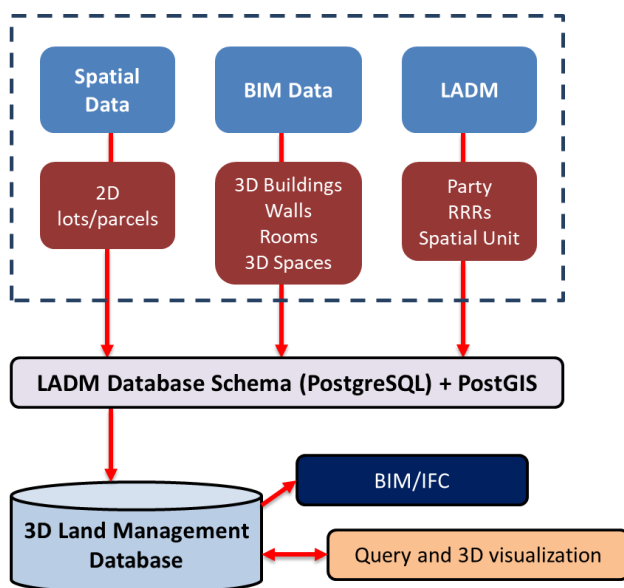 Spatial
Data
BIM Data
LADM
2D
lots/parcels
3D Buildings
Walls
Rooms
3D Spaces
Party
RRRs
Spatial Unit
LADM Database Schema (PostgreSQL) + PostGIS
3D Land Management
Database
BIM/IFC
Query and 3D visualization